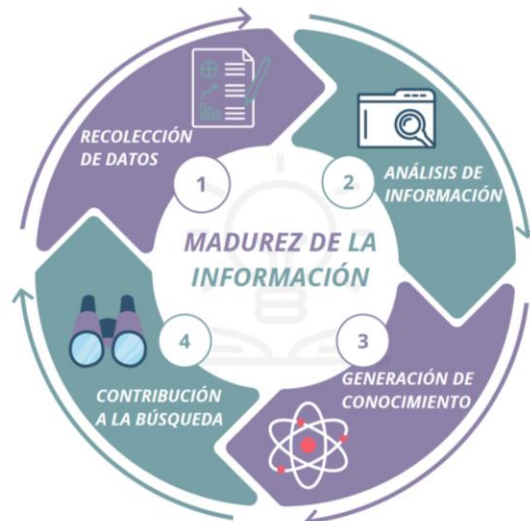 RECOLECCIÓN
DE DATOS
1
2
ANÁLISIS DE
INFORMACIÓN
MADUREZ DE LA
INFORMACIÓN
4
3
CONTRIBUCIÓN
A LA BÚSQUEDA
GENERACIÓN DE
CONOCIMIENTO